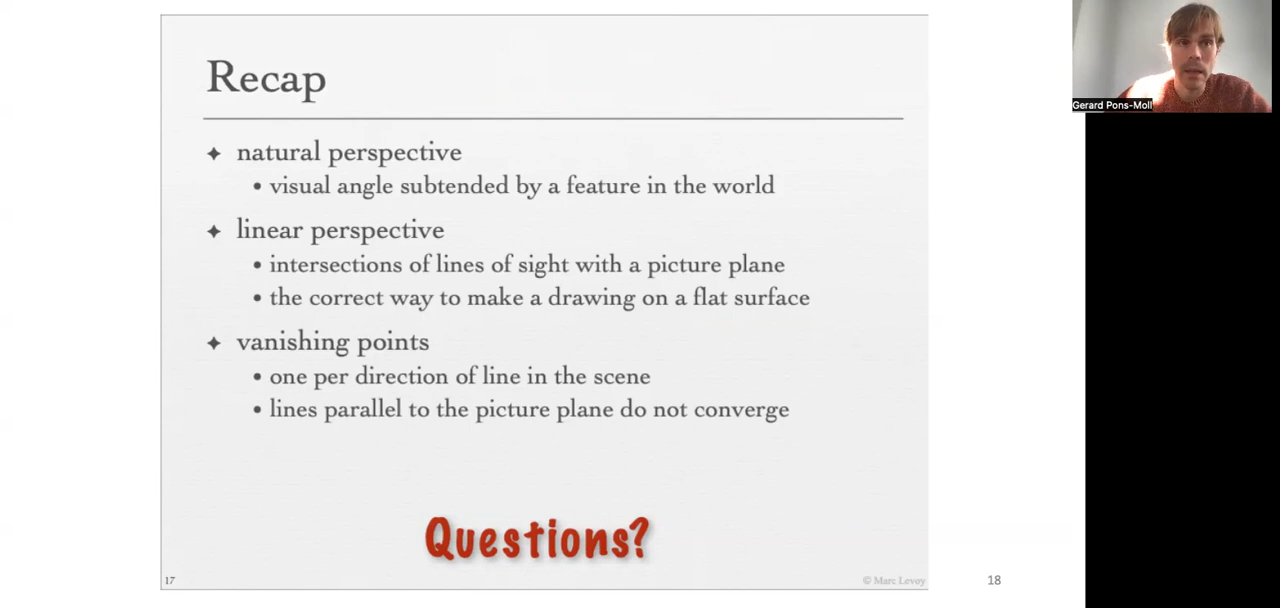 Recap
✦ natural perspective
• visual angle subtended by a feature in the world
✦ linear perspective
• intersections of lines of sight with a picture plane
• the correct way to make a drawing on a flat surface
✦ vanishing points
• one per direction of line in the scene
• lines parallel to the picture plane do not converge
Questions?
17
© Marc Levoy
18
Gerard Pons-Moll